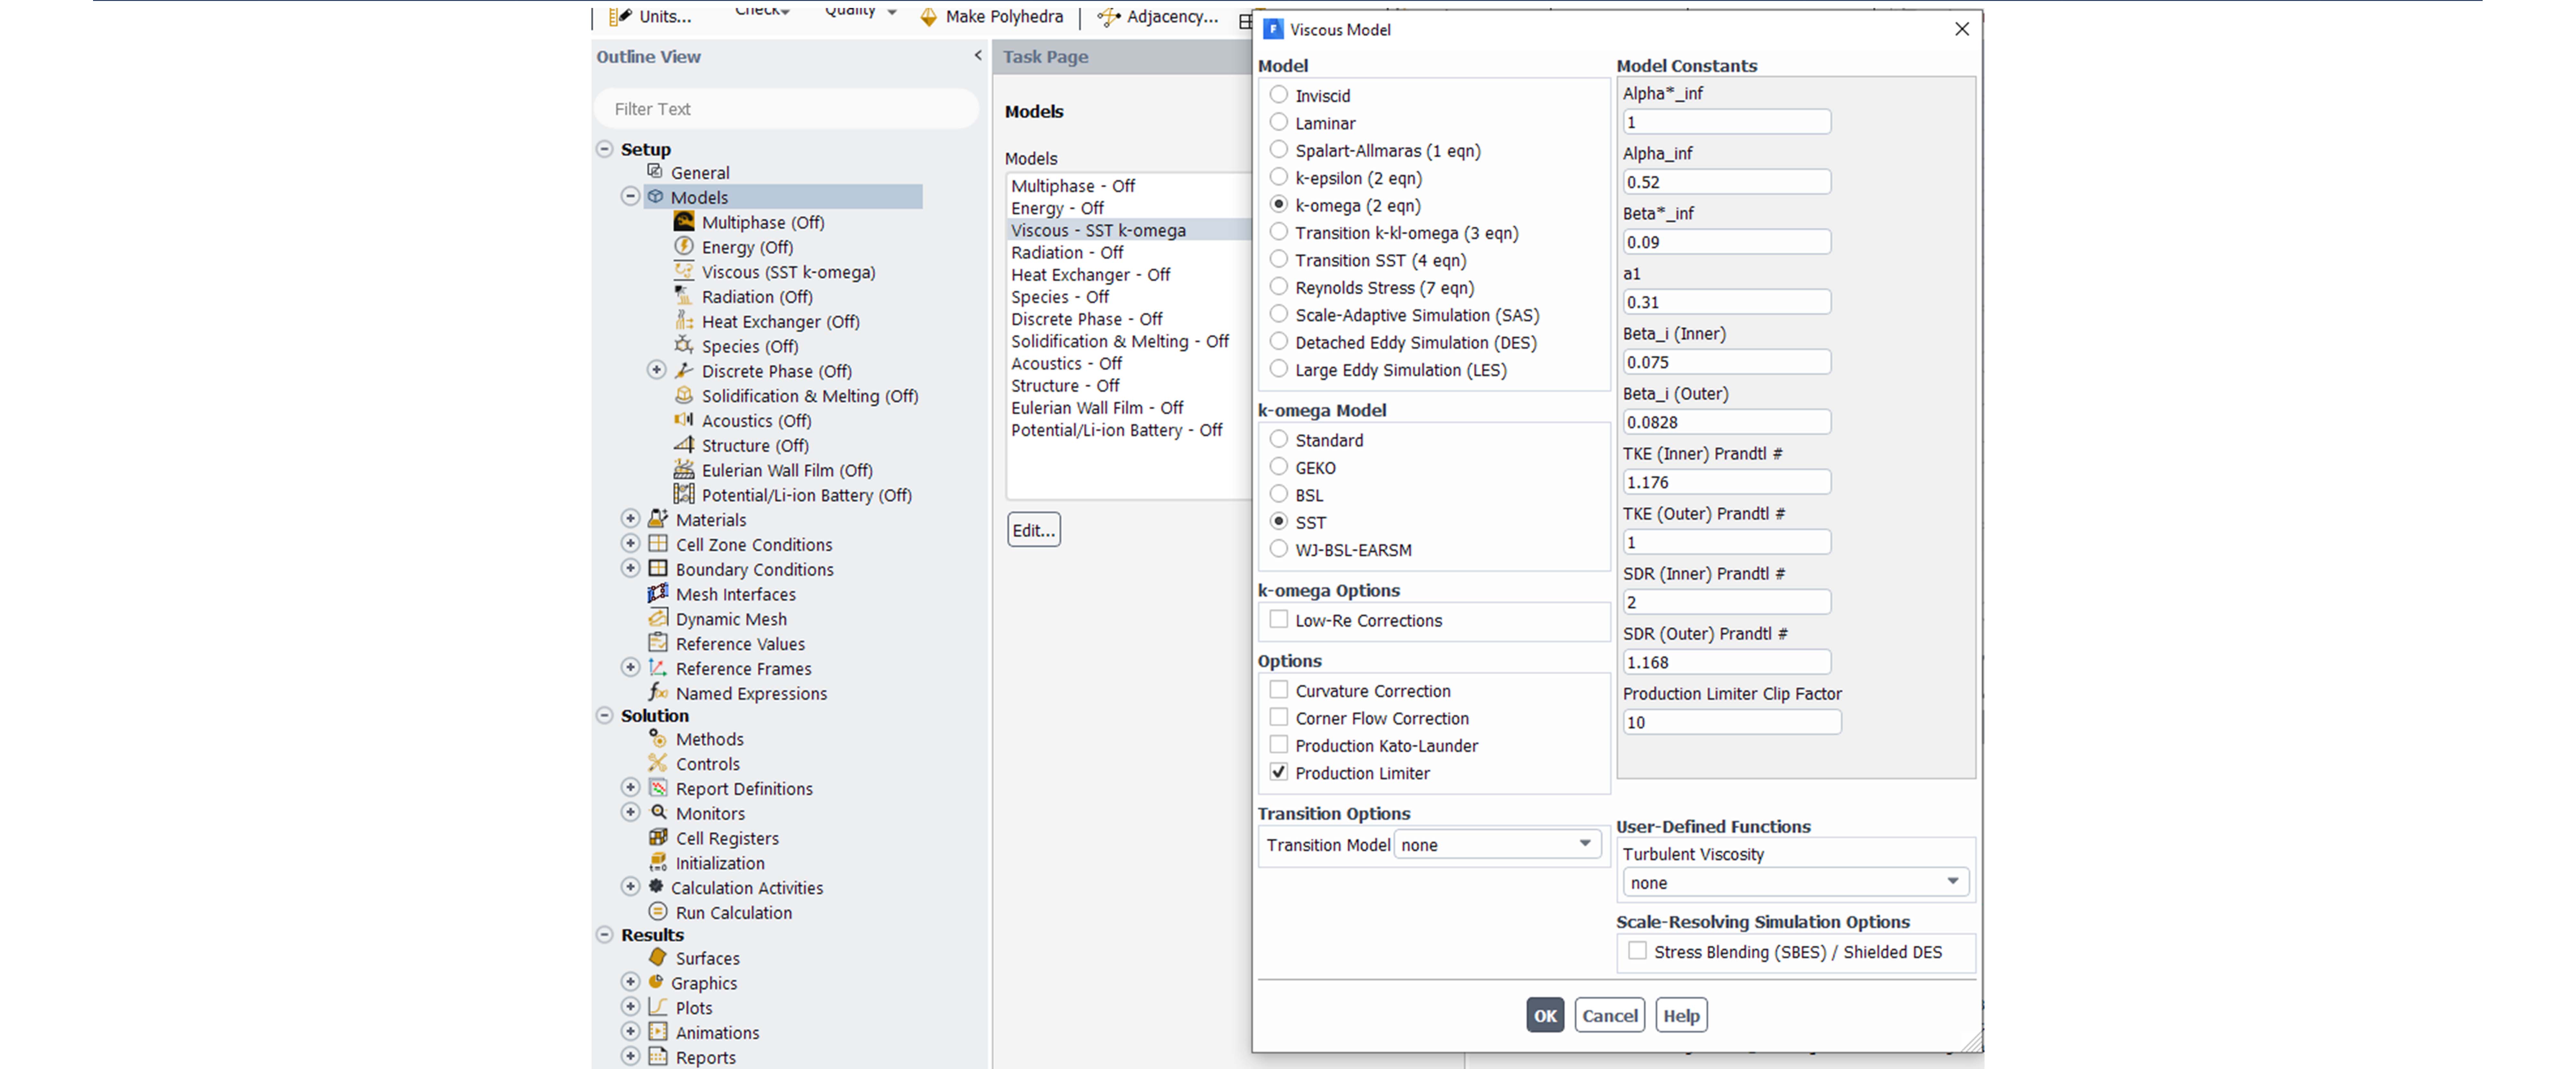 Units...
Check
Quality
Make Polyhedra
Adjacency...
Outline View
Filter Text
Setup
General
Models
Multiphase (Off)
Energy (Off)
Viscous (SST k-omega)
Radiation (Off)
Heat Exchanger (Off)
Species (Off)
Discrete Phase (Off)
Solidification & Melting (Off)
Acoustics (Off)
Structure (Off)
Eulerian Wall Film (Off)
Potential/Li-ion Battery (Off)
Materials
Cell Zone Conditions
Boundary Conditions
Mesh Interfaces
Dynamic Mesh
Reference Values
Reference Frames
Named Expressions
Solution
Methods
Controls
Report Definitions
Monitors
Cell Registers
Initialization
Calculation Activities
Run Calculation
Results
Surfaces
Graphics
Plots
Animations
Reports
Task Page
Models
Models
Multiphase - Off
Energy - Off
Viscous - SST k-omega
Radiation - Off
Heat Exchanger - Off
Species - Off
Discrete Phase - Off
Solidification & Melting - Off
Acoustics - Off
Structure - Off
Eulerian Wall Film - Off
Potential/Li-ion Battery - Off
Edit...
Viscous Model
Model
Inviscid
Laminar
Spalart-Allmaras (1 eqn)
k-epsilon (2 eqn)
k-omega (2 eqn)
Transition k-kl-omega (3 eqn)
Transition SST (4 eqn)
Reynolds Stress (7 eqn)
Scale-Adaptive Simulation (SAS)
Detached Eddy Simulation (DES)
Large Eddy Simulation (LES)
k-omega Model
Standard
GEKO
BSL
SST
WJ-BSL-EARSM
k-omega Options
Low-Re Corrections
Options
Curvature Correction
Corner Flow Correction
Production Kato-Launder
Production Limiter
Transition Options
Transition Model none
Model Constants
Alpha*_inf
1
Alpha_inf
0.52
Beta*_inf
0.09
a1
0.31
Beta_i (Inner)
0.075
Beta_i (Outer)
0.0828
TKE (Inner) Prandtl #
1.176
TKE (Outer) Prandtl #
1
SDR (Inner) Prandtl #
2
SDR (Outer) Prandtl #
1.168
Production Limiter Clip Factor
10
User-Defined Functions
Turbulent Viscosity
none
Scale-Resolving Simulation Options
Stress Blending (SBES) / Shielded DES
OK
Cancel
Help